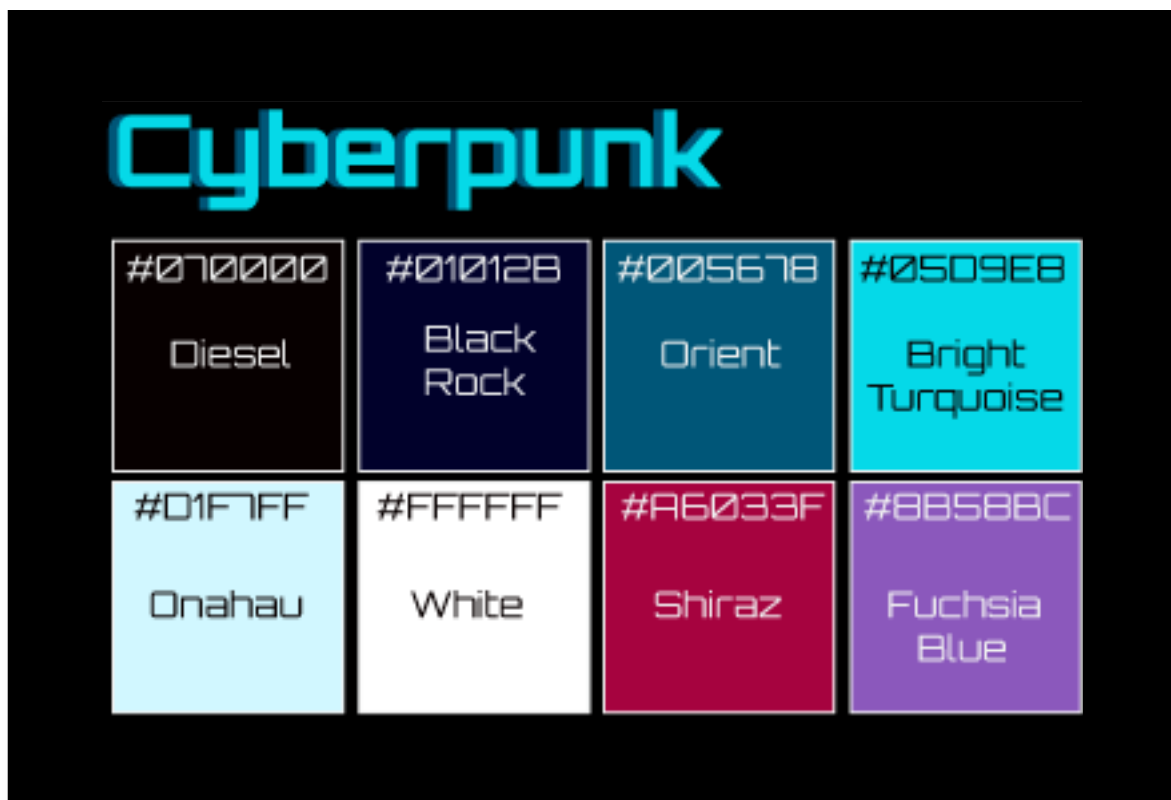 Cyberpunk
#070000
Diesel
#01012B
Black
Rock
#005678
Orient
#05D9E8
Bright
Turquoise
#D1F7FF
Onahau
#FFFFFF
White
#A6033F
Shiraz
#8B58BC
Fuchsia
Blue